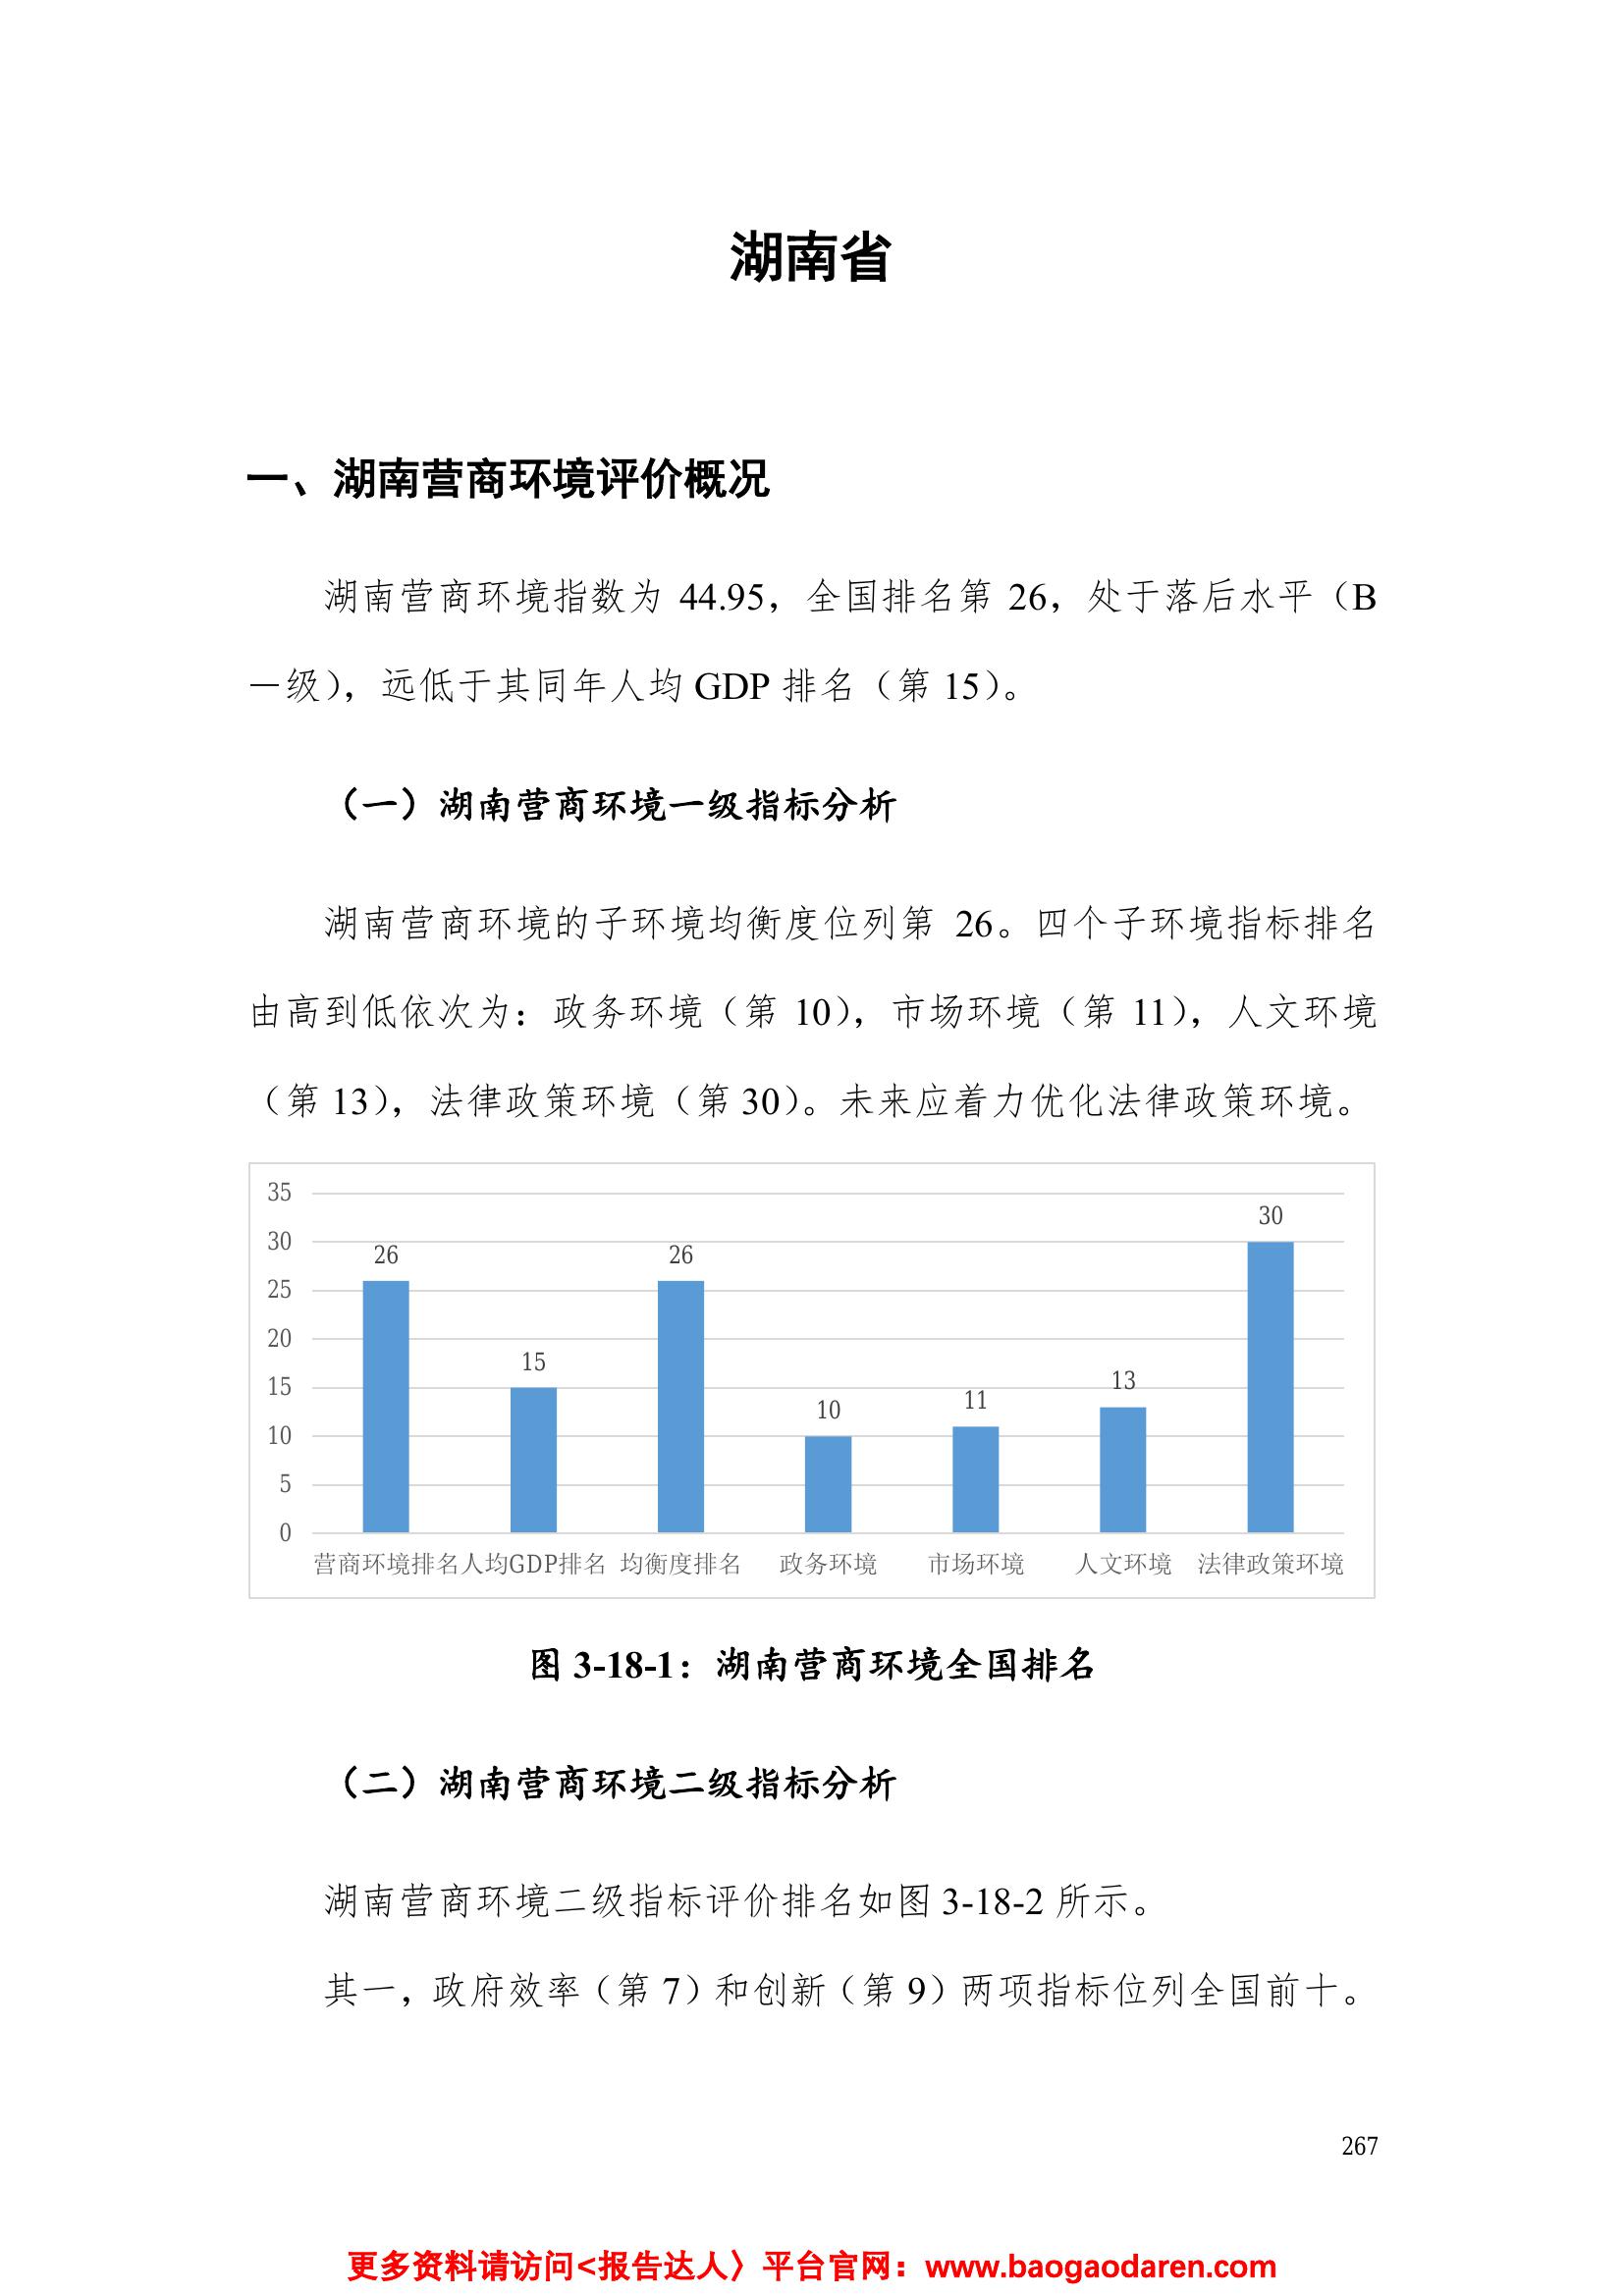 湖南省
一、湖南营商环境评价概况
湖南营商环境指数为 44.95，全国排名第 26，处于落后水平（B
－级），远低于其同年人均 GDP 排名（第 15）。
（一）湖南营商环境一级指标分析
湖南营商环境的子环境均衡度位列第 26。四个子环境指标排名
由高到低依次为：政务环境（第 10），市场环境（第 11），人文环境
（第 13），法律政策环境（第 30）。未来应着力优化法律政策环境。
35
30
25
20
15
10
5
0
26
15
26
10
11
13
30
营商环境排名 人均GDP排名 均衡度排名 政务环境 市场环境 人文环境 法律政策环境
图 3-18-1：湖南营商环境全国排名
（二）湖南营商环境二级指标分析
湖南营商环境二级指标评价排名如图 3-18-2 所示。
其一，政府效率（第 7）和创新（第 9）两项指标位列全国前十。
267
更多资料请访问<报告达人〉平台官网：www.baogaodaren.com